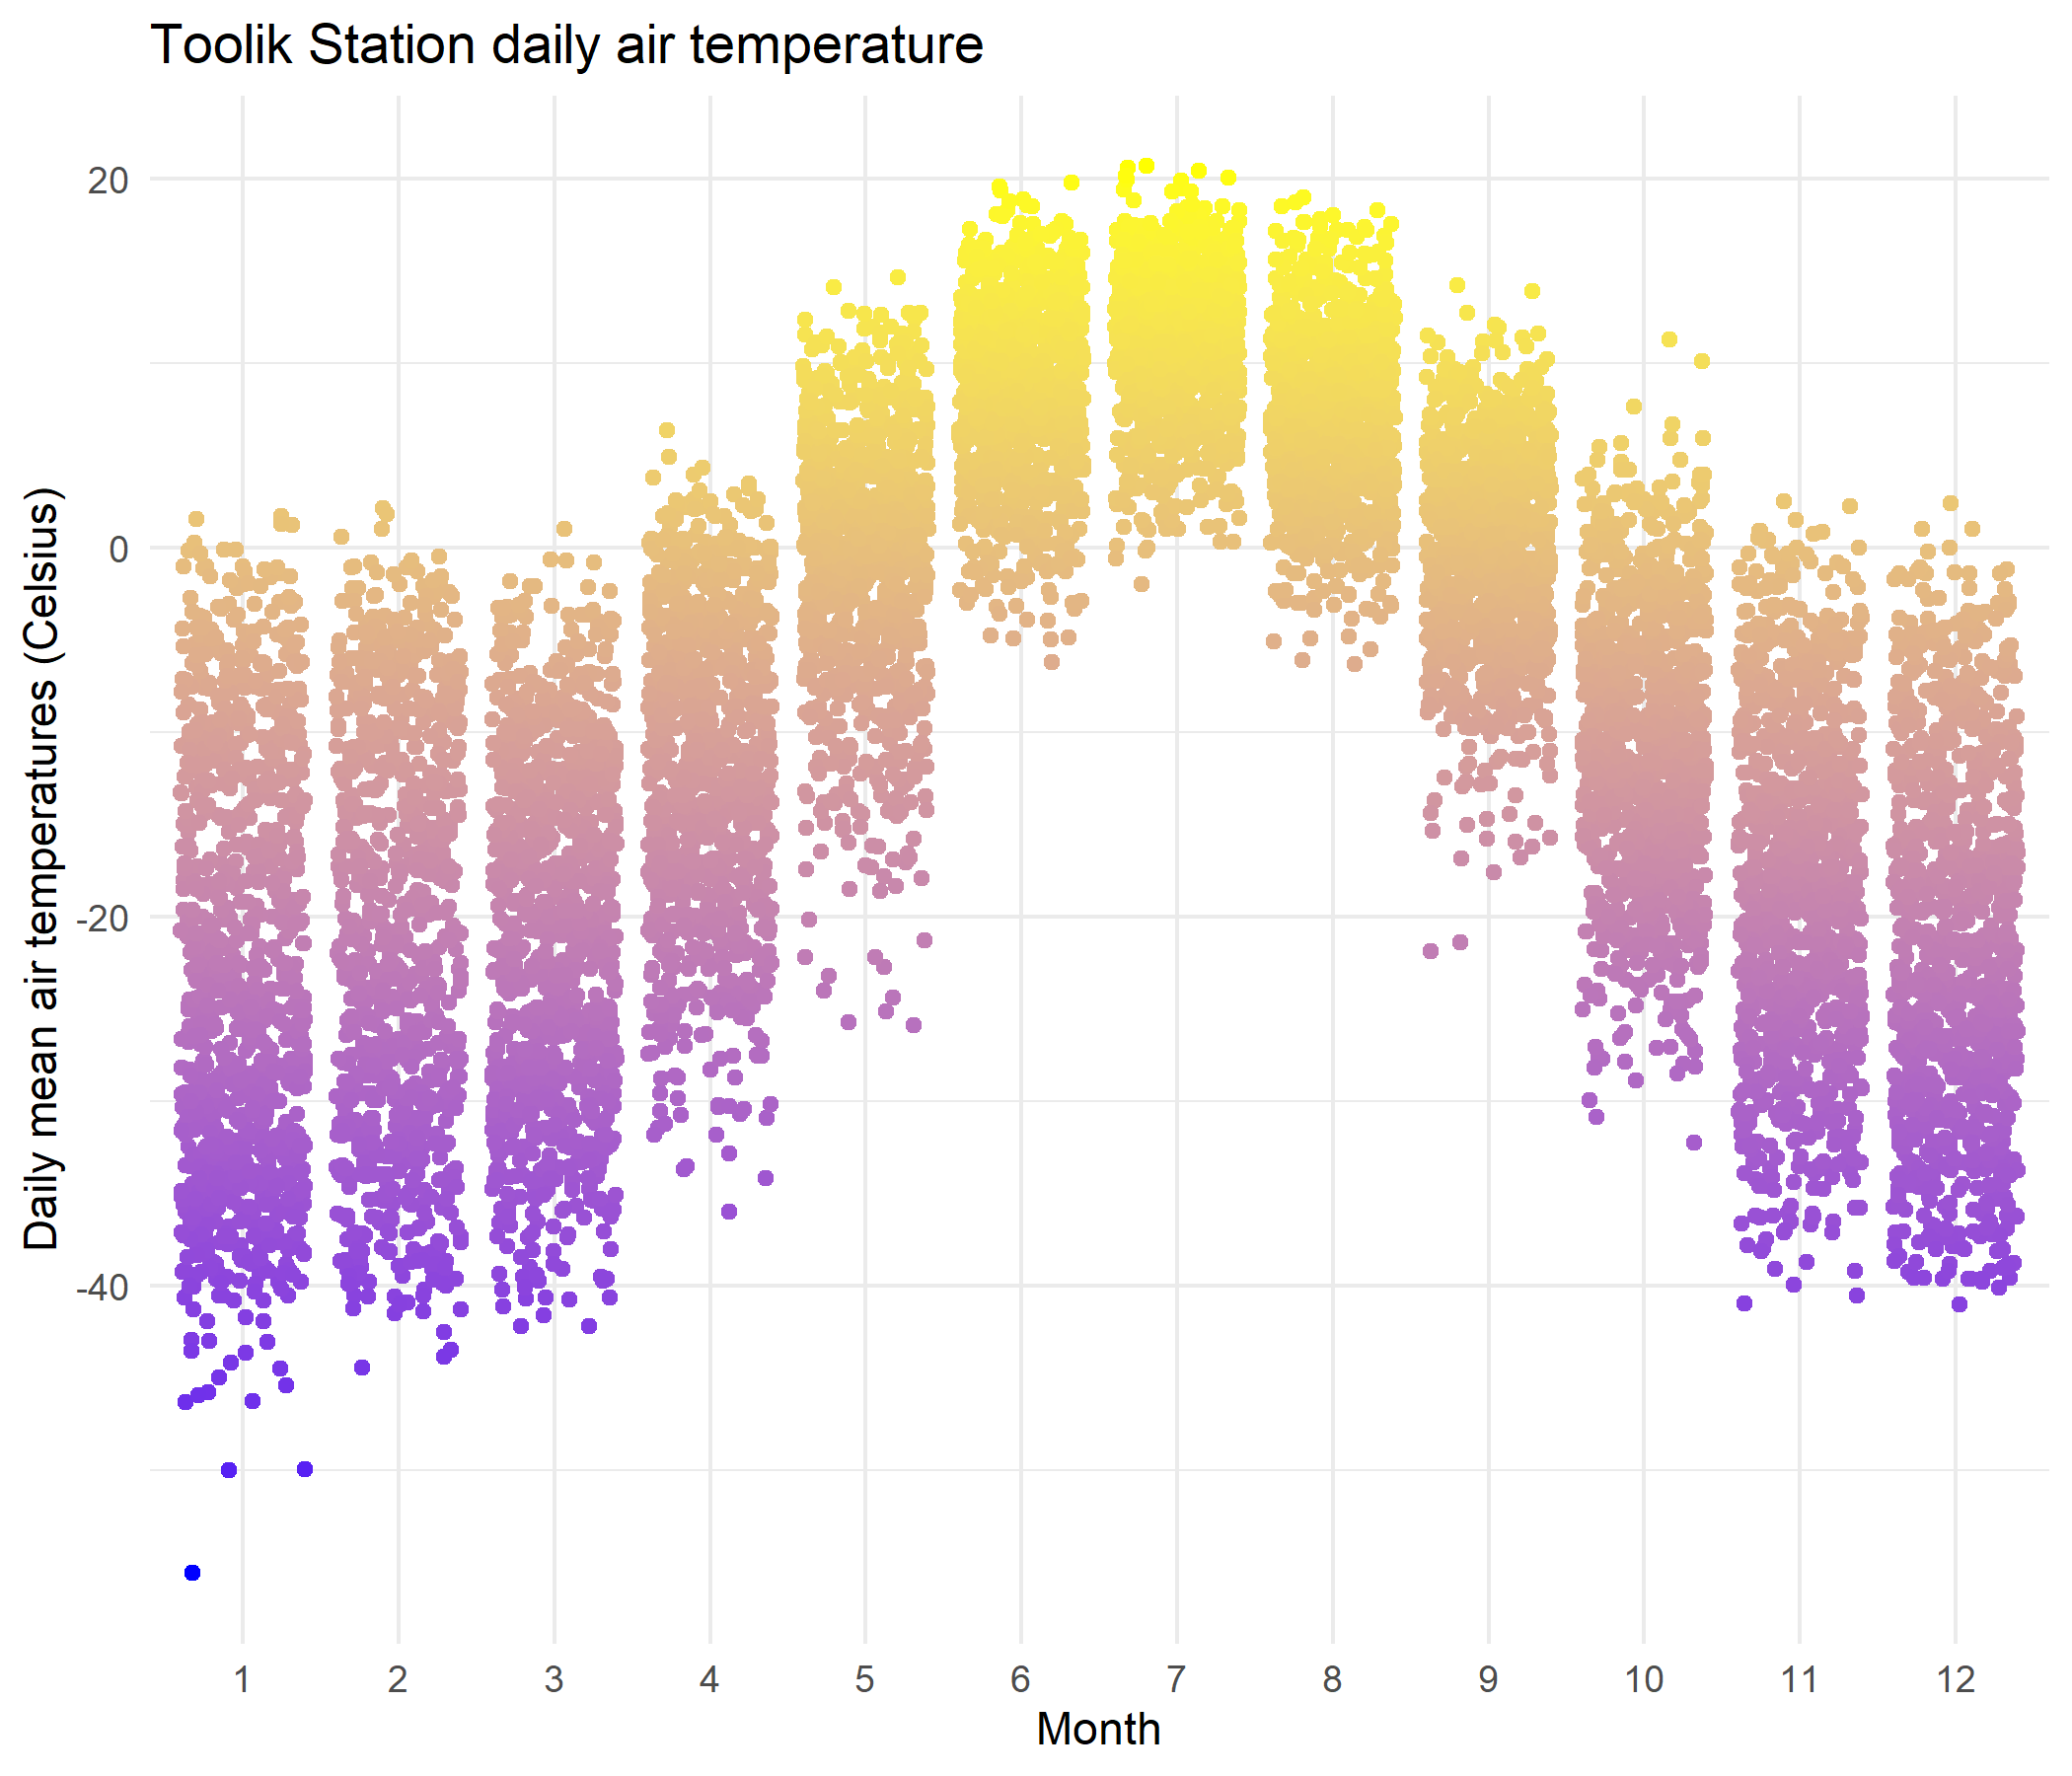 Toolik Station daily air temperature
Daily mean air temperatures (Celsius)
20
0
-20
-40
1 2 3 4 5 6 7 8 9 10 11 12
Month